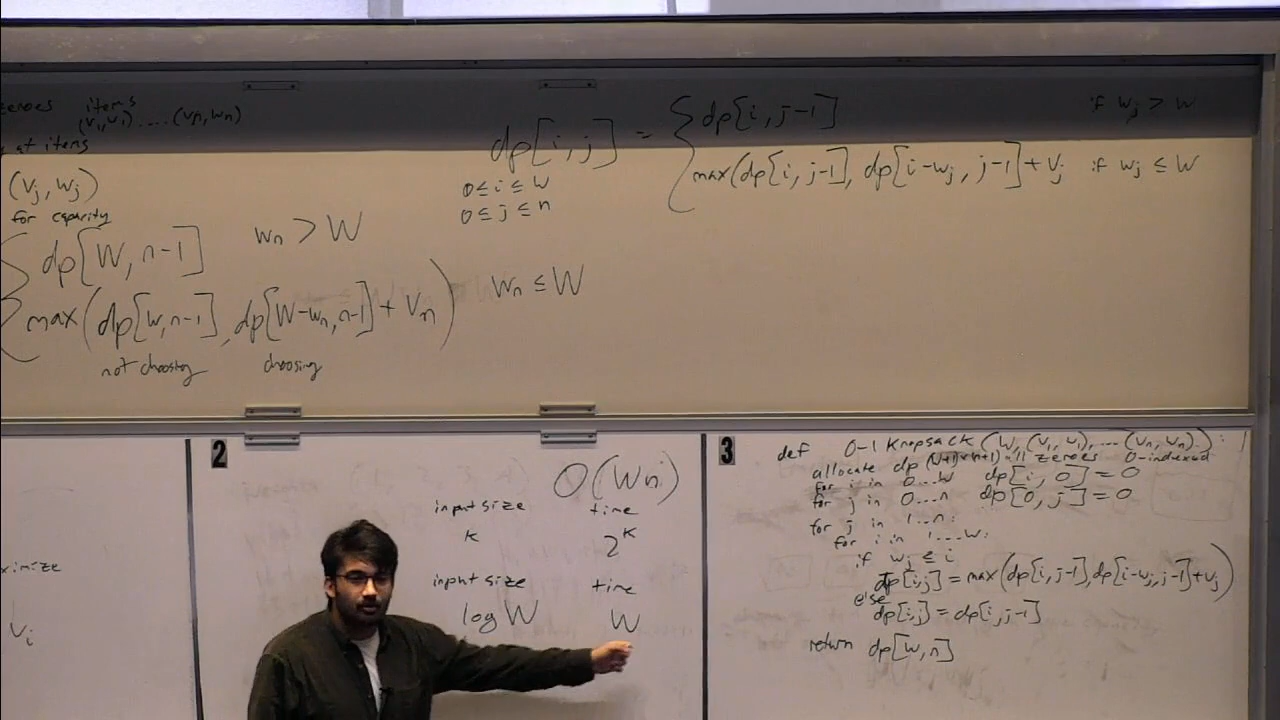 zeroes items
(v₁,w₁) .... (vn,wn)
at items
(vj, wj)
for capacity
dp[W, n-1] wn > W
max(dp[W,n-1], dp[W-wn,n-1] + vn) wn ≤ W
not choosing choosing
dp[i,j] = { dp[i,j-1] if wj > W
max(dp[i,j-1], dp[i-wj, j-1] + vj if wj ≤ W
0 ≤ i ≤ W
0 ≤ j ≤ n
ximize
vi
2
O(Wn)
input size time
k 2^k
input size time
log W W
3
def 0-1 Knapsack (W, (v₁,w₁), ... (vn,wn)):
allocate dp (W+1)x(n+1) all zeroes 0-indexed
for i in 0...W dp[i,0] = 0
for j in 0...n dp[0,j] = 0
for j in 1...n:
for i in 1....W:
if wj ≤ i
dp[i,j] = max(dp[i,j-1], dp[i-wj,j-1]+vj)
else
dp[i,j] = dp[i,j-1]
return dp[W,n]